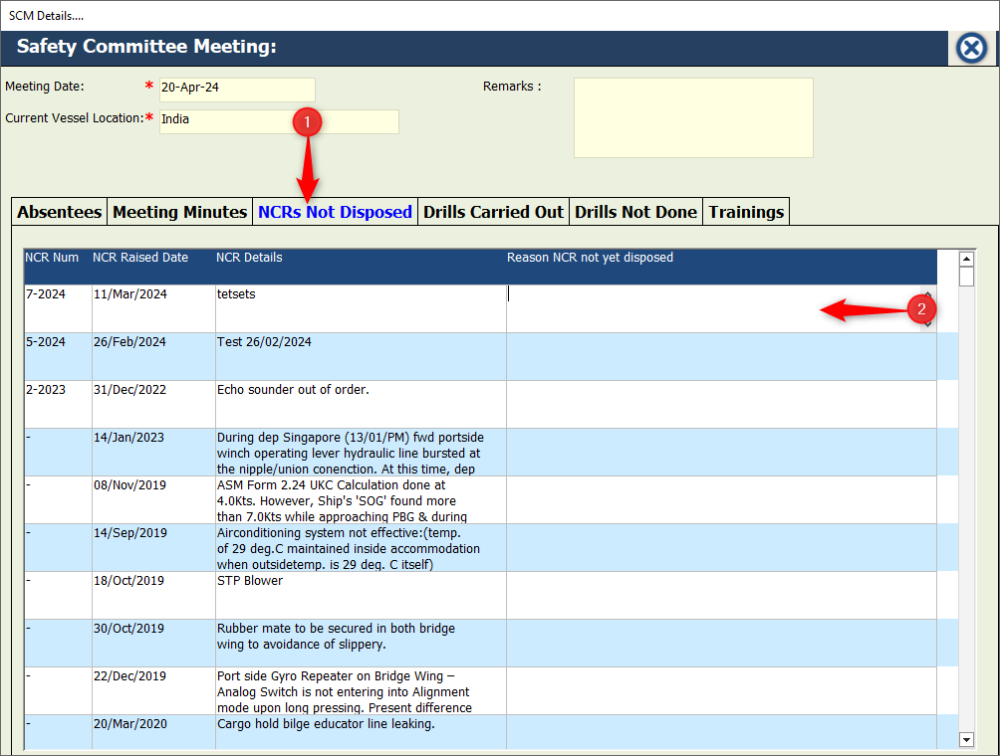 SCM Details....
Safety Committee Meeting:
Meeting Date: * 20-Apr-24 Remarks :
Current Vessel Location:* India
1
Absentees Meeting Minutes NCRs Not Disposed Drills Carried Out Drills Not Done Trainings
NCR Num NCR Raised Date NCR Details Reason NCR not yet disposed
7-2024 11/Mar/2024 tetsets
2
5-2024 26/Feb/2024 Test 26/02/2024
2-2023 31/Dec/2022 Echo sounder out of order.
- 14/Jan/2023 During dep Singapore (13/01/PM) fwd portside
winch operating lever hydraulic line bursted at
the nipple/union conenction. At this time, dep
- 08/Nov/2019 ASM Form 2.24 UKC Calculation done at
4.0Kts. However, Ship's 'SOG' found more
than 7.0Kts while approaching PBG & during
- 14/Sep/2019 Airconditioning system not effective:(temp.
of 29 deg.C maintained inside accommodation
when outsidetemp. is 29 deg. C itself)
- 18/Oct/2019 STP Blower
- 30/Oct/2019 Rubber mate to be secured in both bridge
wing to avoidance of slippery.
- 22/Dec/2019 Port side Gyro Repeater on Bridge Wing –
Analog Switch is not entering into Alignment
mode upon long pressing. Present difference
- 20/Mar/2020 Cargo hold bilge educator line leaking.